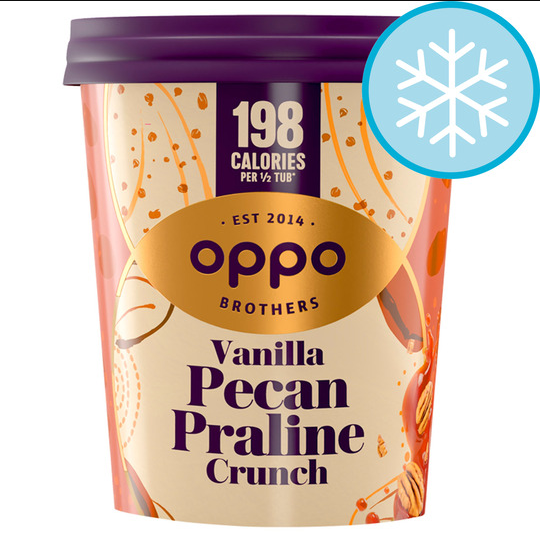 198
CALORIES
PER ½ TUB*
· EST 2014 ·
oppo
BROTHERS
Vanilla
Pecan
Praline
Crunch